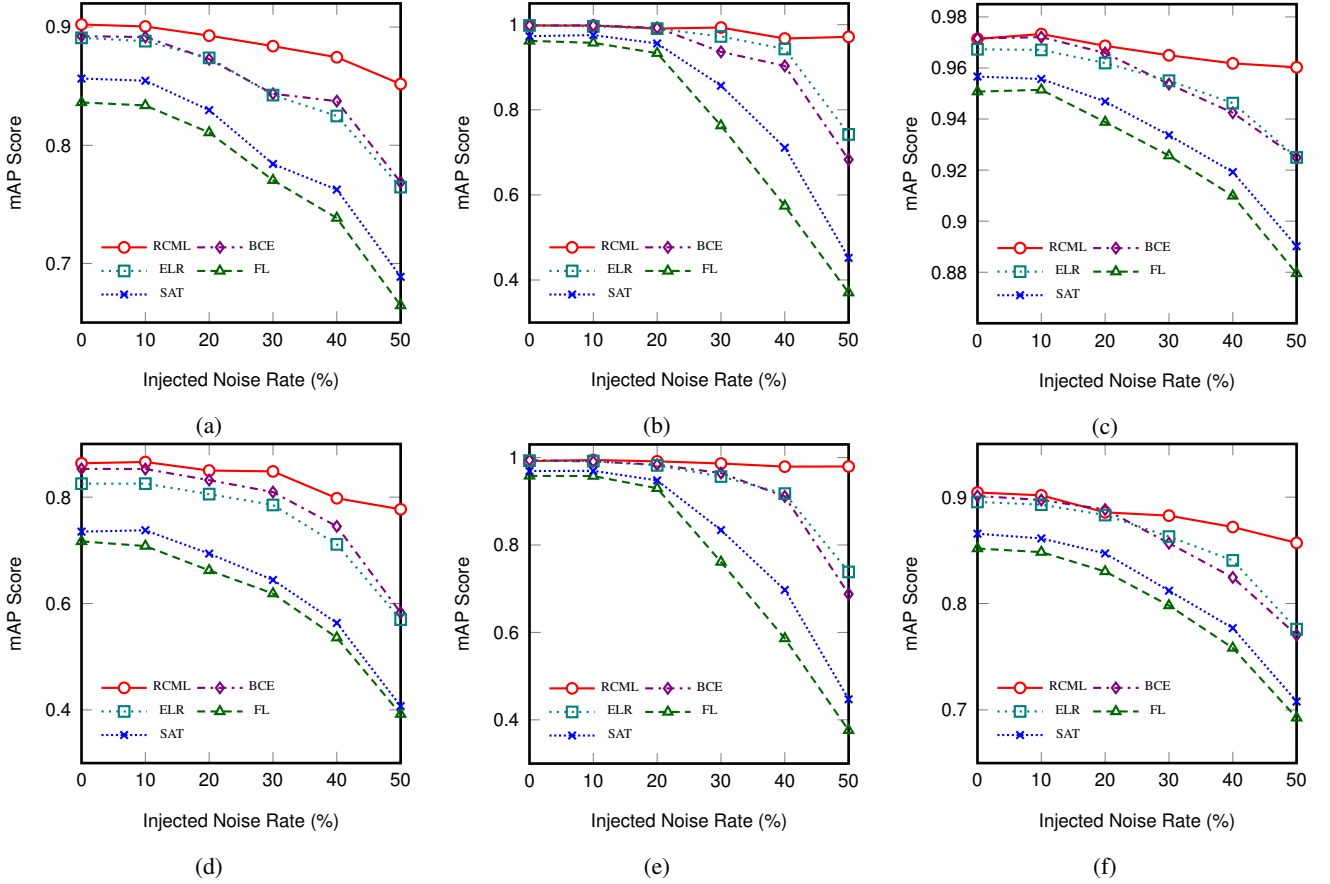 0.9
0.8
0.7
mAP Score
RCML BCE
ELR FL
SAT
0 10 20 30 40 50
Injected Noise Rate (%)
(a)
1
0.8
0.6
0.4
mAP Score
RCML BCE
ELR FL
SAT
0 10 20 30 40 50
Injected Noise Rate (%)
(b)
0.98
0.96
0.94
0.92
0.9
0.88
mAP Score
RCML BCE
ELR FL
SAT
0 10 20 30 40 50
Injected Noise Rate (%)
(c)
0.8
0.6
0.4
mAP Score
RCML BCE
ELR FL
SAT
0 10 20 30 40 50
Injected Noise Rate (%)
(d)
1
0.8
0.6
0.4
mAP Score
RCML BCE
ELR FL
SAT
0 10 20 30 40 50
Injected Noise Rate (%)
(e)
0.9
0.8
0.7
mAP Score
RCML BCE
ELR FL
SAT
0 10 20 30 40 50
Injected Noise Rate (%)
(f)